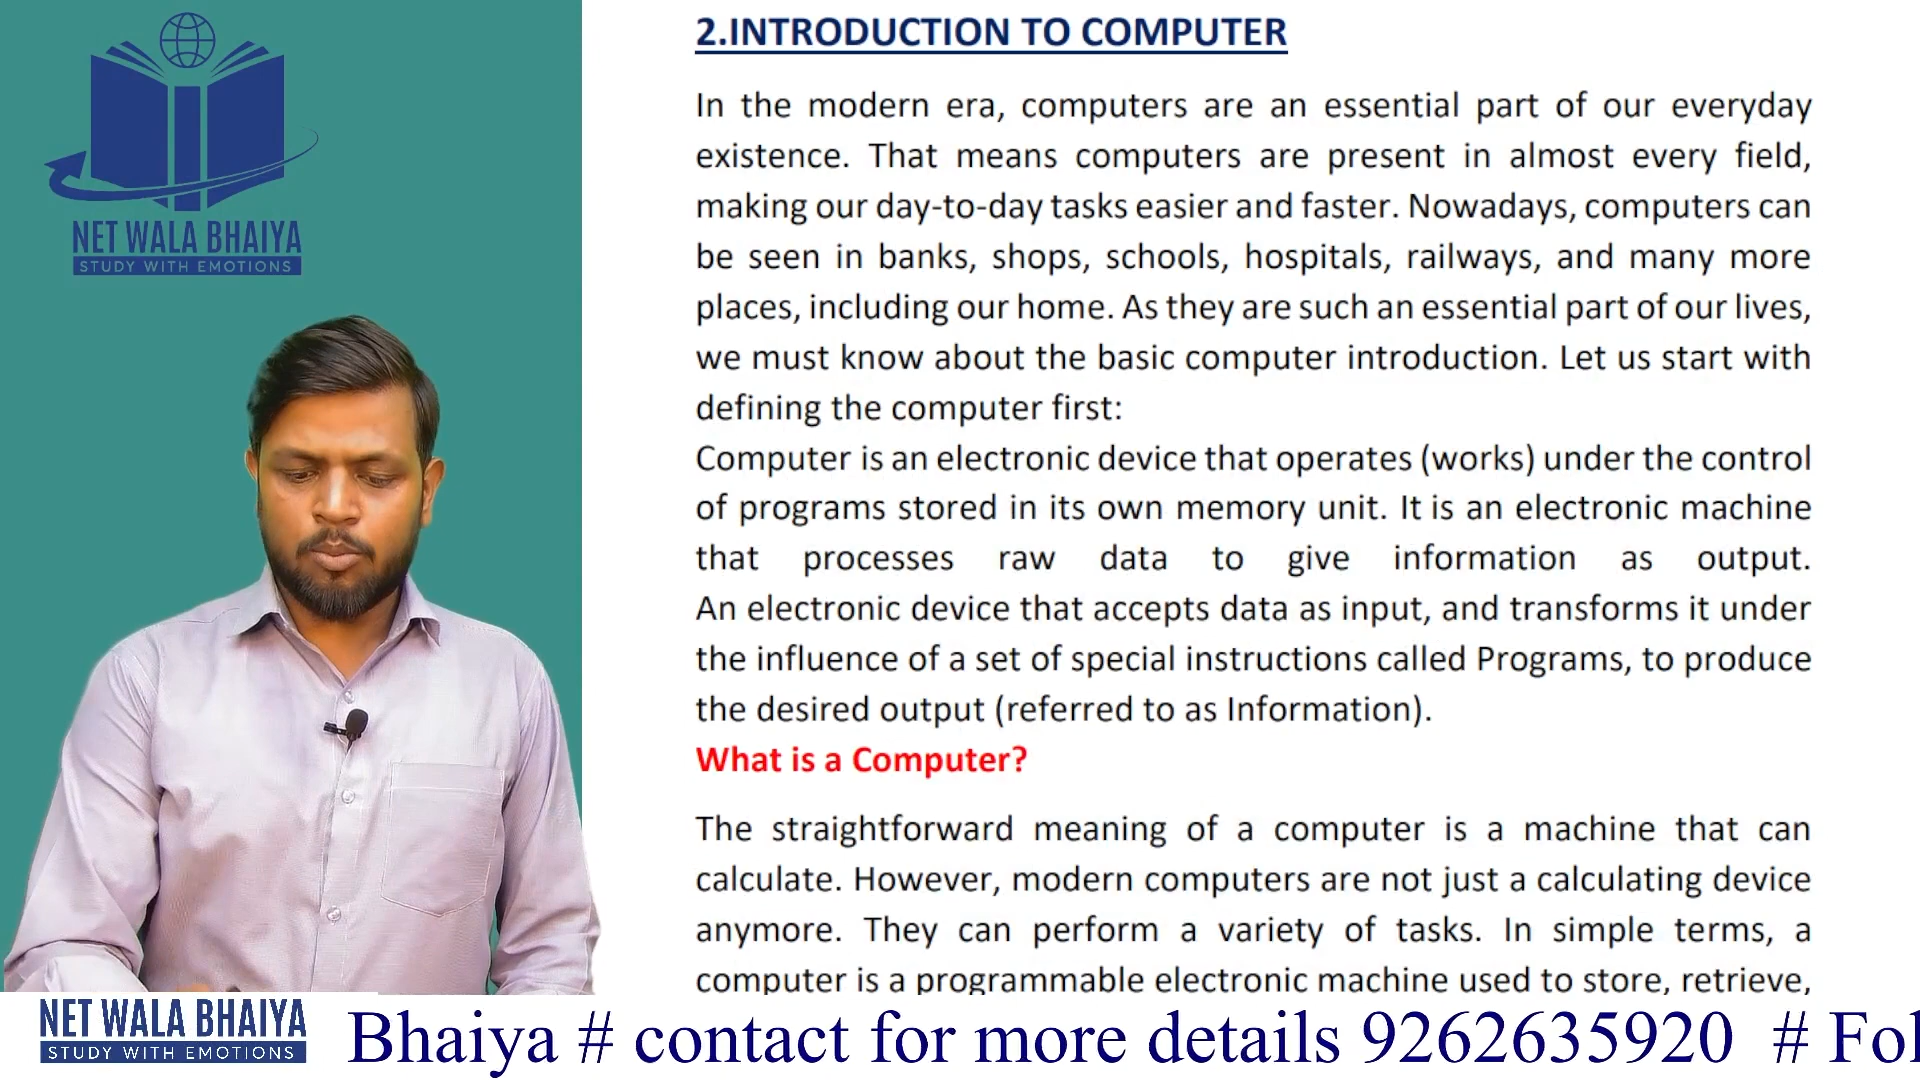 NET WALA BHAIYA
STUDY WITH EMOTIONS
2.INTRODUCTION TO COMPUTER
In the modern era, computers are an essential part of our everyday
existence. That means computers are present in almost every field,
making our day-to-day tasks easier and faster. Nowadays, computers can
be seen in banks, shops, schools, hospitals, railways, and many more
places, including our home. As they are such an essential part of our lives,
we must know about the basic computer introduction. Let us start with
defining the computer first:
Computer is an electronic device that operates (works) under the control
of programs stored in its own memory unit. It is an electronic machine
that processes raw data to give information as output.
An electronic device that accepts data as input, and transforms it under
the influence of a set of special instructions called Programs, to produce
the desired output (referred to as Information).
What is a Computer?
The straightforward meaning of a computer is a machine that can
calculate. However, modern computers are not just a calculating device
anymore. They can perform a variety of tasks. In simple terms, a
computer is a programmable electronic machine used to store, retrieve,
NET WALA BHAIYA
STUDY WITH EMOTIONS
Bhaiya # contact for more details 9262635920 # Fol